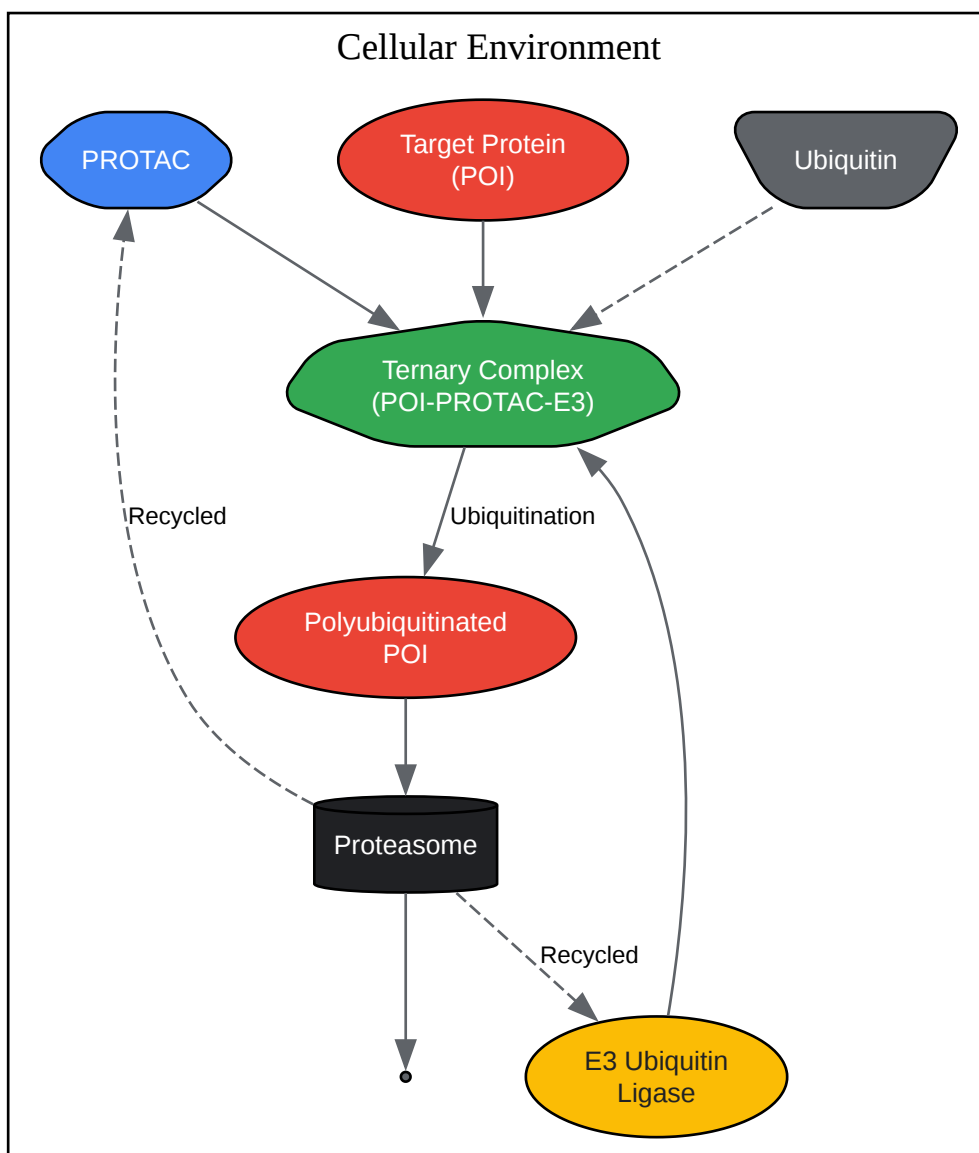 Cellular Environment
PROTAC
Target Protein
(POI)
Ubiquitin
Ternary Complex
(POI-PROTAC-E3)
Recycled
Ubiquitination
Polyubiquitinated
POI
Proteasome
Recycled
E3 Ubiquitin
Ligase